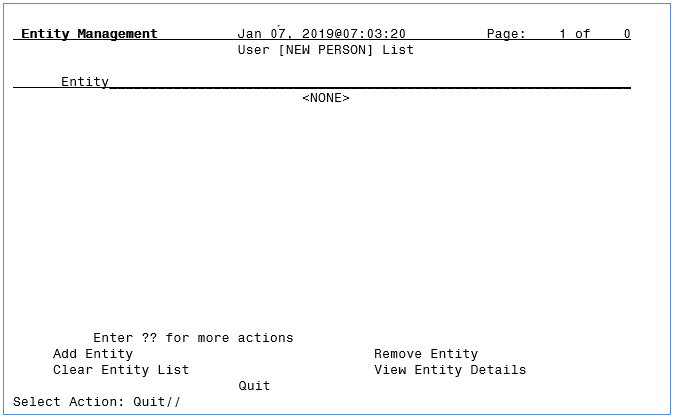 Entity Management Jan 07, 2019@07:03:20 Page: 1 of 0
User [NEW PERSON] List
Entity
<NONE>
Enter ?? for more actions
Add Entity Remove Entity
Clear Entity List View Entity Details
Quit
Select Action: Quit//